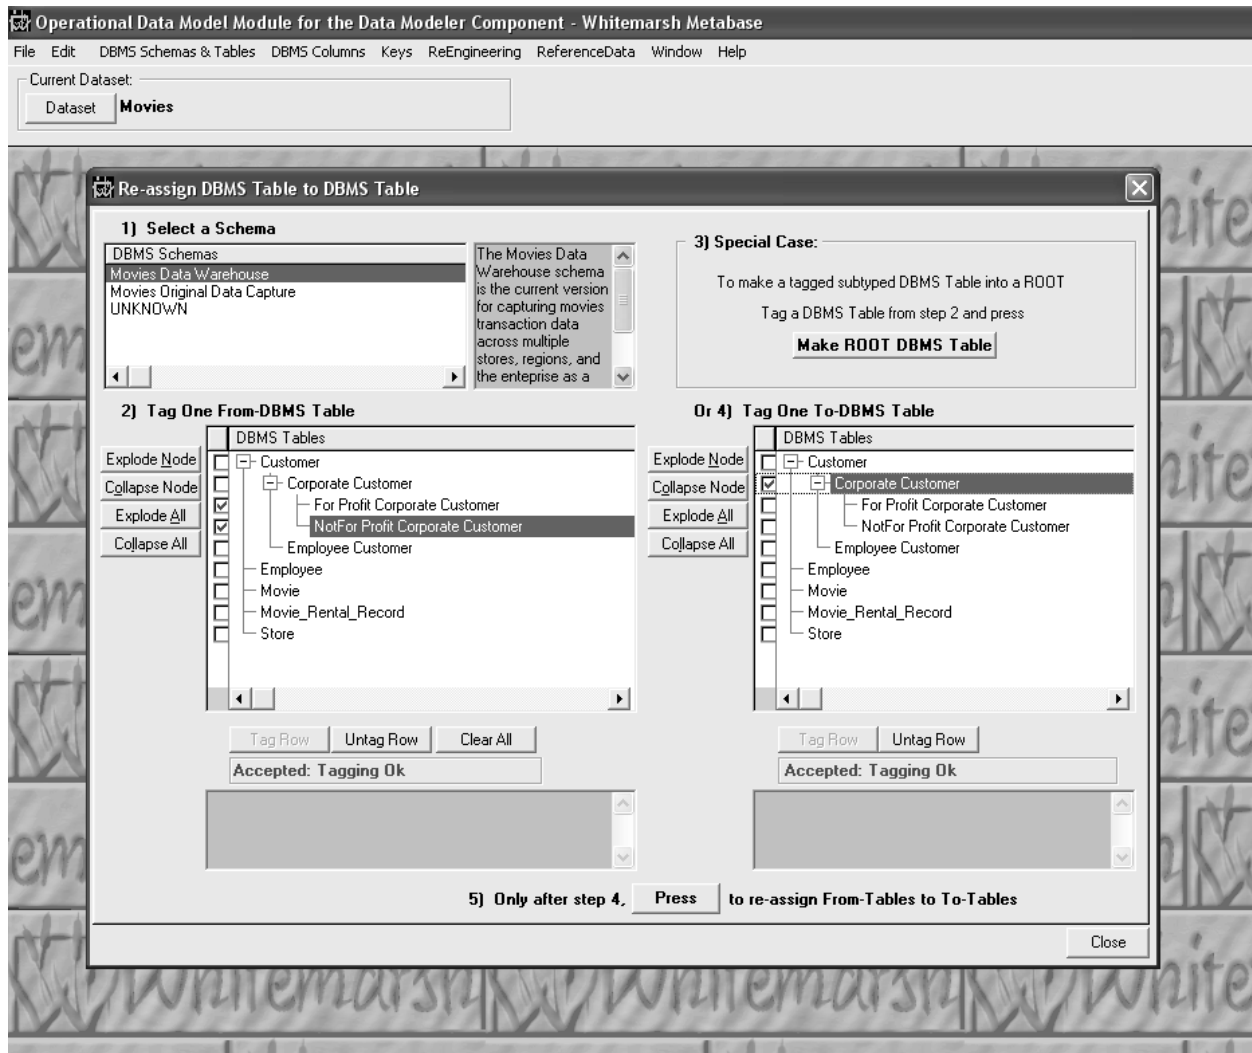 Operational Data Model Module for the Data Modeler Component - Whitemarsh Metabase
File Edit DBMS Schemas & Tables DBMS Columns Keys ReEngineering ReferenceData Window Help
Current Dataset:
Dataset Movies
Re-assign DBMS Table to DBMS Table
1) Select a Schema
DBMS Schemas
Movies Data Warehouse
Movies Original Data Capture
UNKNOWN
The Movies Data
Warehouse schema
is the current version
for capturing movies
transaction data
across multiple
stores, regions, and
the enteprise as a
3) Special Case:
To make a tagged subtyped DBMS Table into a ROOT
Tag a DBMS Table from step 2 and press
Make ROOT DBMS Table
2) Tag One From-DBMS Table
Explode Node
Collapse Node
Explode All
Collapse All
DBMS Tables
Customer
Corporate Customer
For Profit Corporate Customer
NotFor Profit Corporate Customer
Employee Customer
Employee
Movie
Movie_Rental_Record
Store
Tag Row Untag Row Clear All
Accepted: Tagging Ok
Or 4) Tag One To-DBMS Table
Explode Node
Collapse Node
Explode All
Collapse All
DBMS Tables
Customer
Corporate Customer
For Profit Corporate Customer
NotFor Profit Corporate Customer
Employee Customer
Employee
Movie
Movie_Rental_Record
Store
Tag Row Untag Row
Accepted: Tagging Ok
5) Only after step 4, Press to re-assign From-Tables to To-Tables
Close
Whitemarsh Whitemarsh White